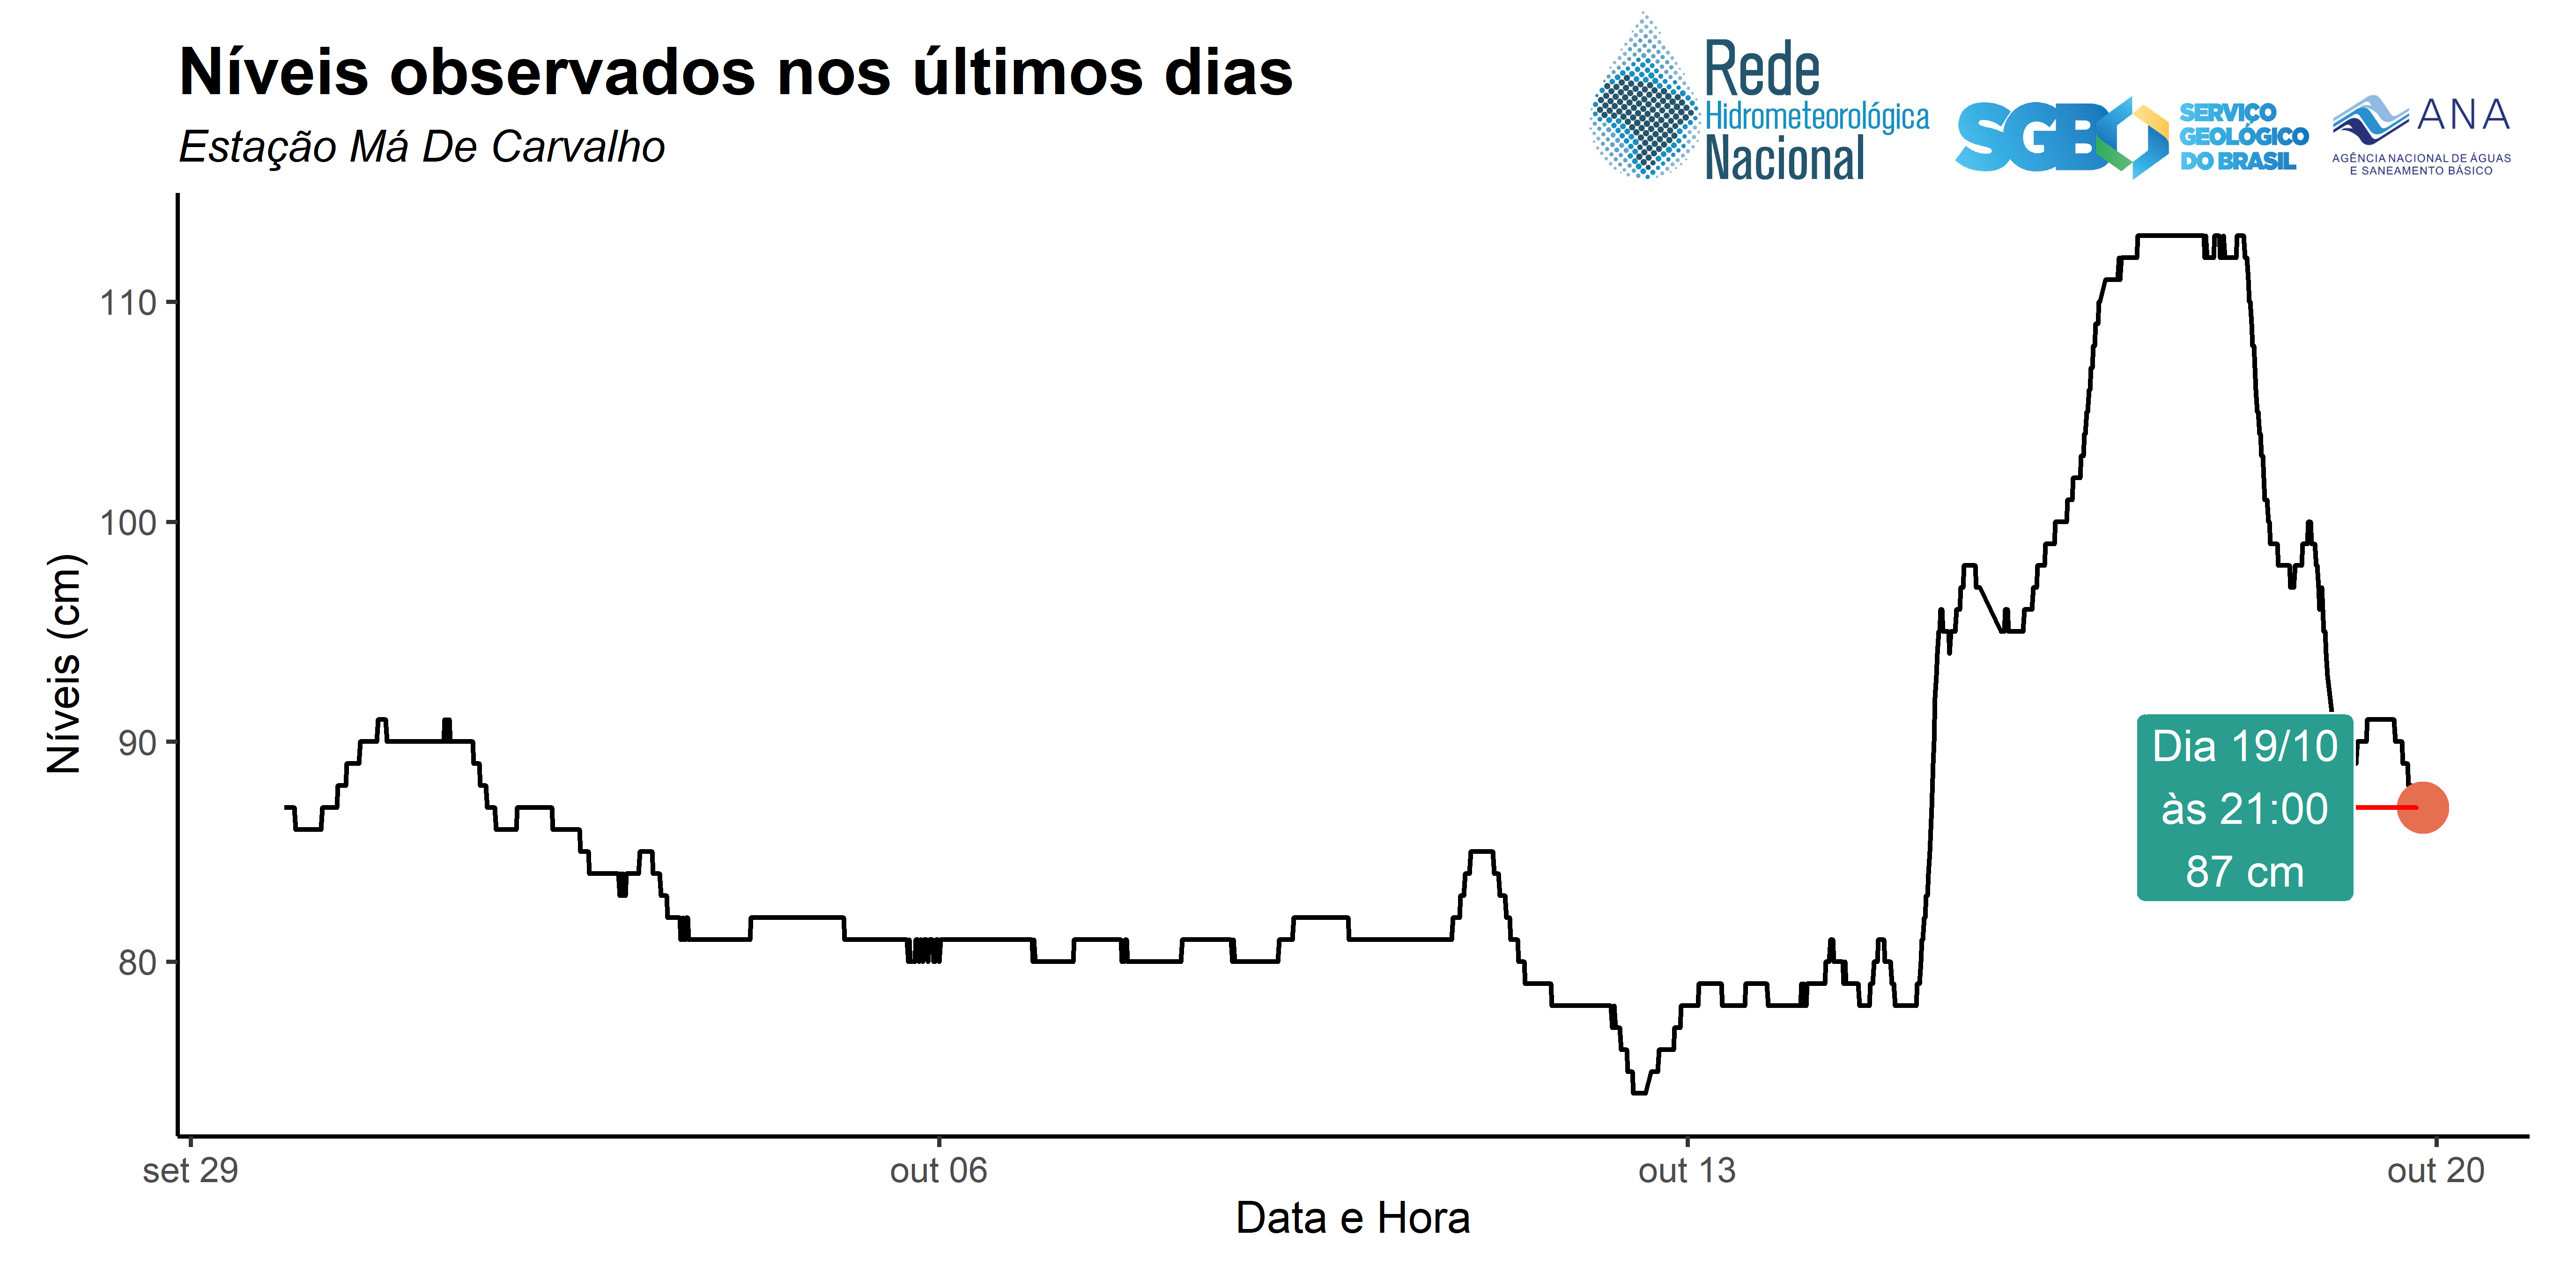 Níveis observados nos últimos dias
Estação Má De Carvalho
Rede
Hidrometeorológica
Nacional
SGB
SERVIÇO
GEOLÓGICO
DO BRASIL
ANA
AGÊNCIA NACIONAL DE ÁGUAS
E SANEAMENTO BÁSICO
Níveis (cm)
110
100
90
80
Dia 19/10
às 21:00
87 cm
set 29
out 06
out 13
out 20
Data e Hora